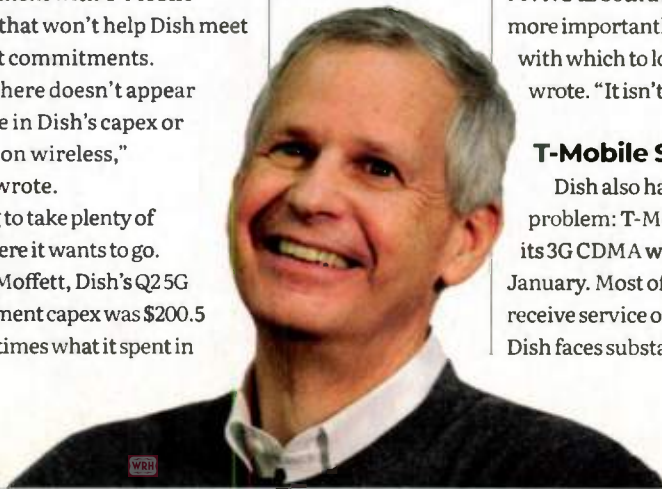 that won't help Dish meet
t commitments.
here doesn't appear
e in Dish's capex or
on wireless,"
wrote.
to take plenty of
ere it wants to go.
Moffett, Dish's Q2 5G
ment capex was $200.5
times what it spent in
more important
with which to lo
wrote. "It isn't
T-Mobile S
Dish also ha
problem: T-M
its 3G CDMA w
January. Most of
receive service o
Dish faces substa
WRH